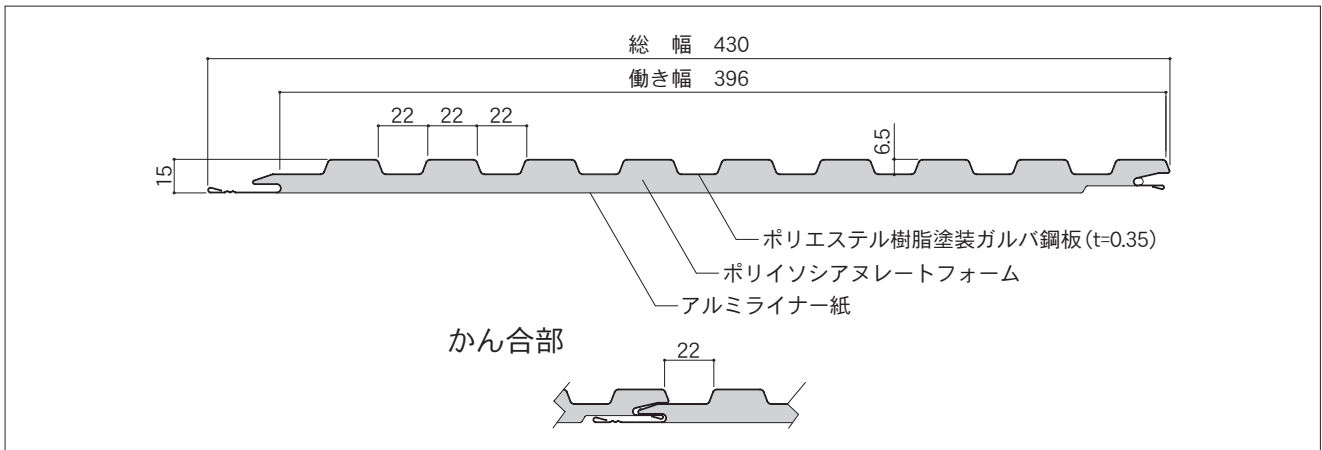 総　幅　430
働き幅　396
22 22 22
6.5
15
ポリエステル樹脂塗装ガルバ鋼板(t=0.35)
ポリイソシアヌレートフォーム
アルミライナー紙
かん合部
22